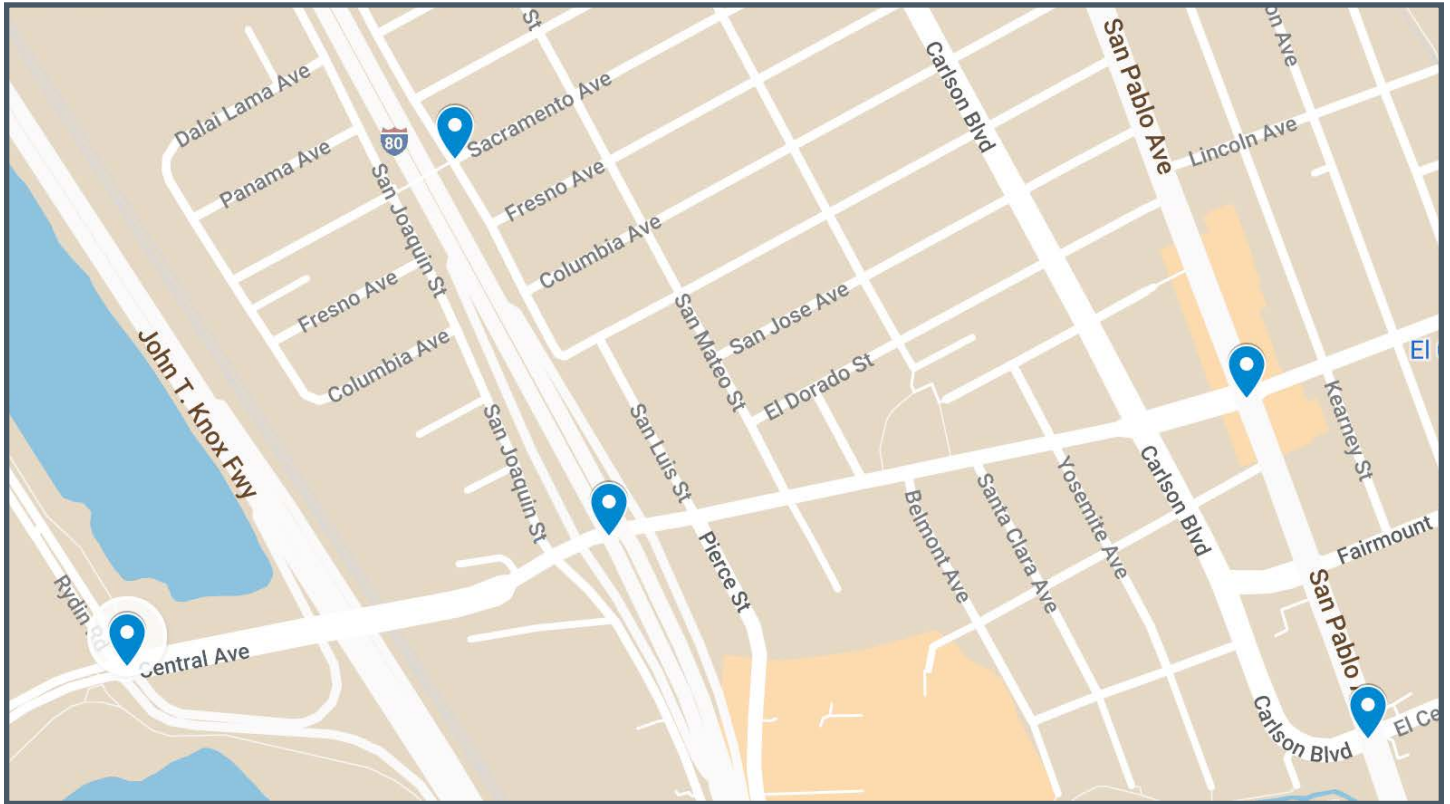 St
on Ave
San Pablo Ave
Carlson Blvd
Dalai Lama Ave
Sacramento Ave
80
Lincoln Ave
Panama Ave
Fresno Ave
San Joaquin St
Columbia Ave
Fresno Ave
San Mateo St
San Jose Ave
El
John T. Knox Fwy
Columbia Ave
El Dorado St
Kearney St
San Joaquin St
San Luis St
Carlson Blvd
Yosemite Ave
Santa Clara Ave
Belmont Ave
Fairmount
Pierce St
Rydin Rd
San Pablo
Central Ave
Carlson Blvd
El Ce